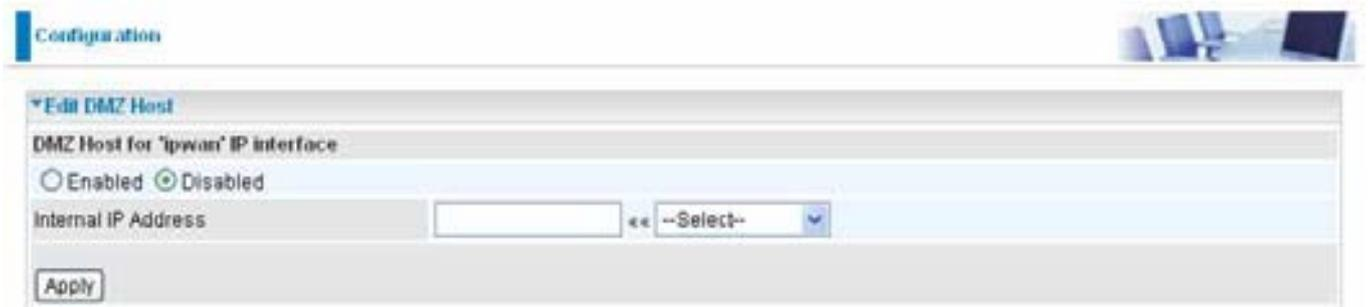 Configuration
Edit DMZ Host
DMZ Host for 'ipwan' IP interface
Enabled Disabled
Internal IP Address << --Select--
Apply